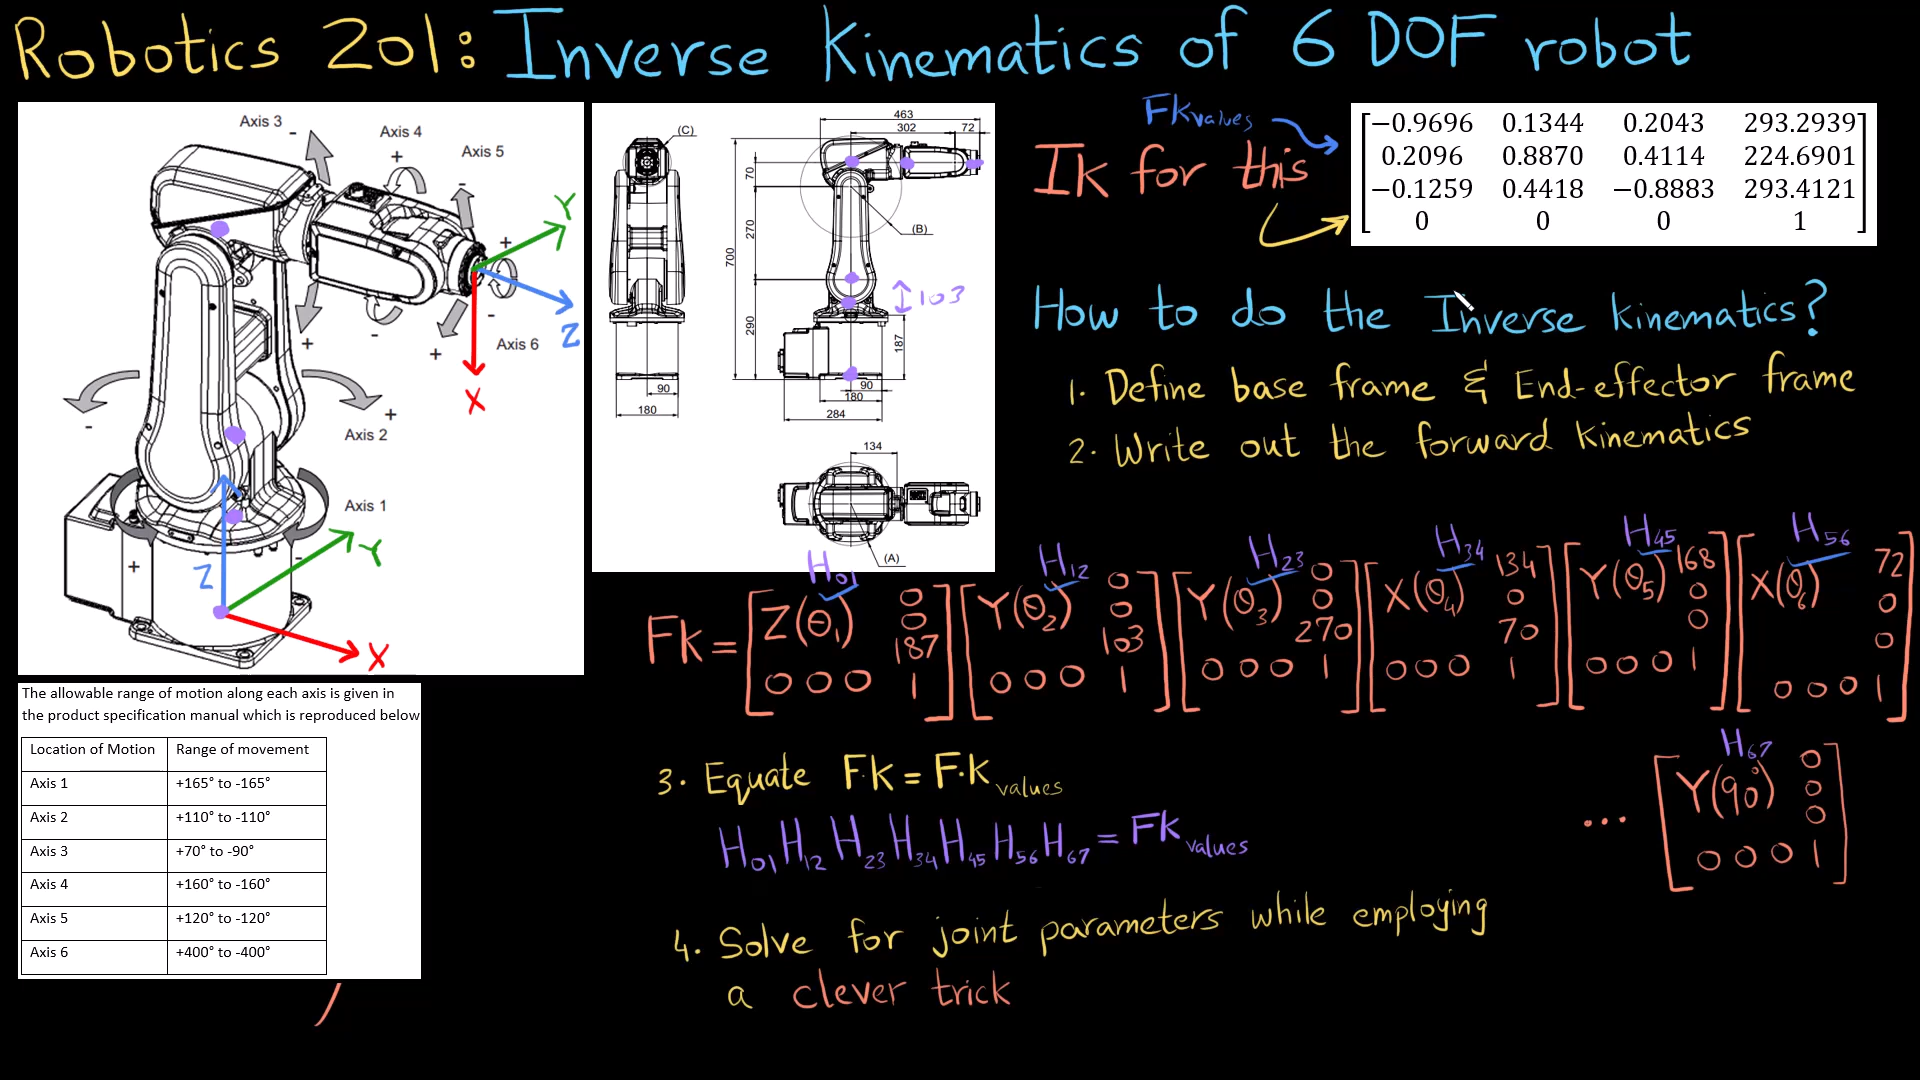 Robotics 201: Inverse Kinematics of 6 DOF robot
Axis 3
-
Axis 4
+
Axis 5
-
Y
+
-
Z
Axis 6
+
-
+
X
-
+
Axis 2
Axis 1
-
+
Z
Y
X
(C)
463
302
72
70
(B)
270
700
103
290
187
90
180
90
180
284
134
(A)
FK values
IK for this
−0.9696 0.1344 0.2043 293.2939
0.2096 0.8870 0.4114 224.6901
−0.1259 0.4418 −0.8883 293.4121
0 0 0 1
How to do the Inverse kinematics?
1. Define base frame & End-effector frame
2. Write out the forward kinematics
H01 H12 H23 H34 H45 H56
FK =
Z(θ1) 0
0
187
0 0 0 1
Y(θ2) 0
0
103
0 0 0 1
Y(θ3) 0
0
270
0 0 0 1
X(θ4) 134
0
70
0 0 0 1
Y(θ5) 168
0
0
0 0 0 1
X(θ6) 72
0
0
0 0 0 1
H67
... Y(90°) 0
0
0
0 0 0 1
The allowable range of motion along each axis is given in
the product specification manual which is reproduced below
Location of Motion Range of movement
Axis 1 +165° to -165°
Axis 2 +110° to -110°
Axis 3 +70° to -90°
Axis 4 +160° to -160°
Axis 5 +120° to -120°
Axis 6 +400° to -400°
3. Equate F.K = F.K values
H01 H12 H23 H34 H45 H56 H67 = FK values
4. Solve for joint parameters while employing
a clever trick